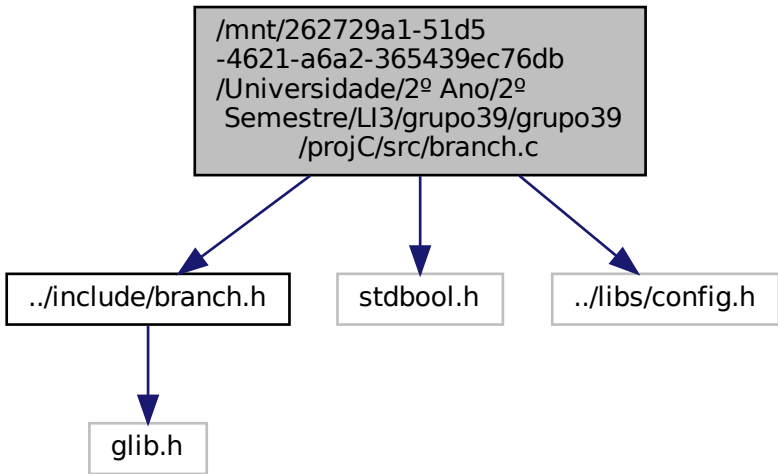 /mnt/262729a1-51d5
-4621-a6a2-365439ec76db
/Universidade/2º Ano/2º
Semestre/LI3/grupo39/grupo39
/projC/src/branch.c
../include/branch.h
stdbool.h
../libs/config.h
glib.h